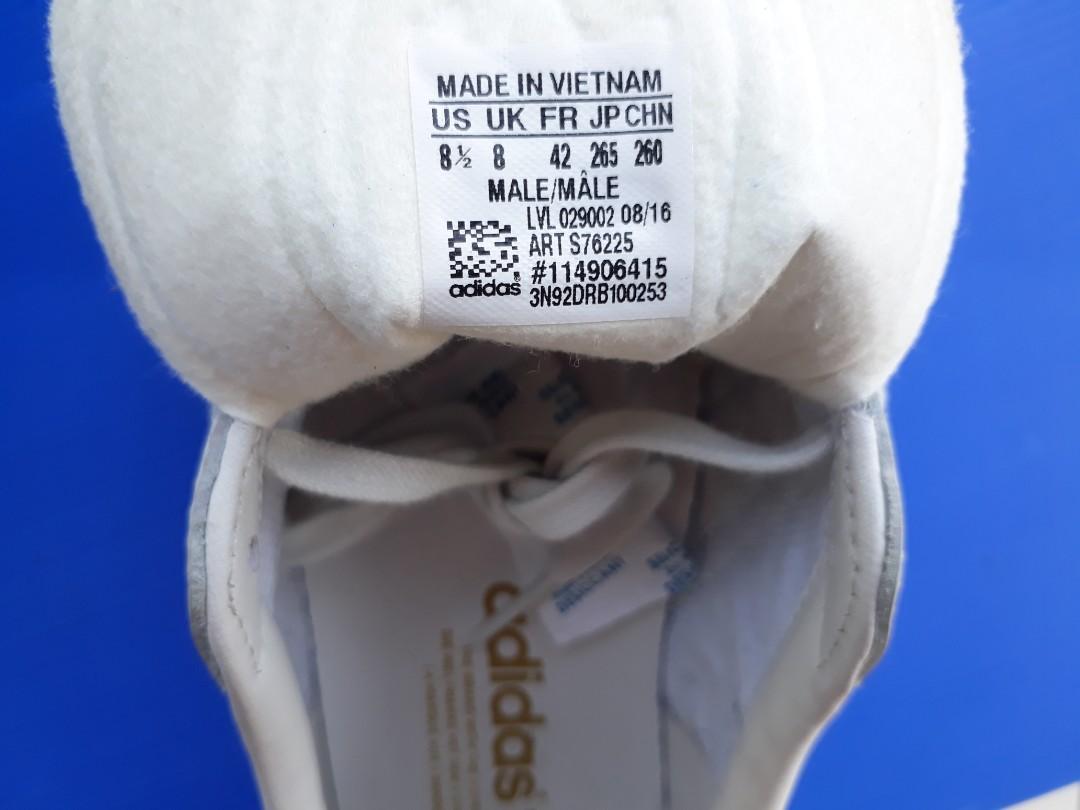 MADE IN VIETNAM
US UK FR JP CHN
8½ 8 42 265 260
MALE/MÂLE
LVL 029002 08/16
ART S76225
#114906415
adidas® 3N92DRB100253
adidas